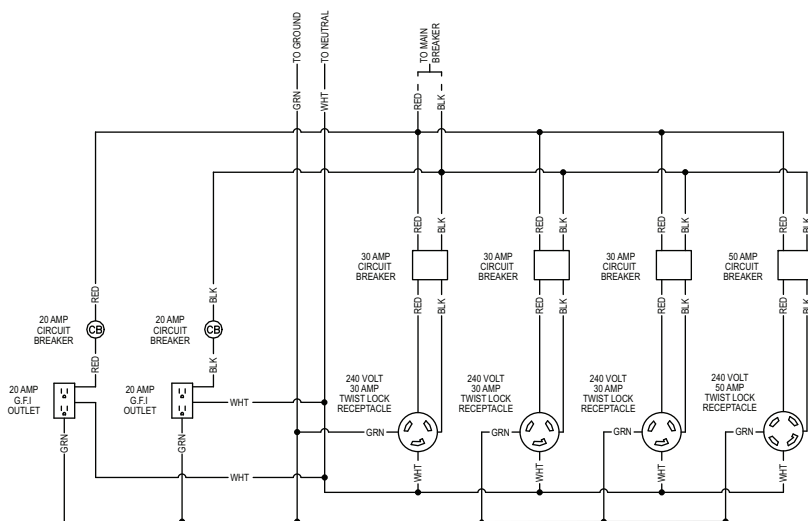 TO GROUND
TO NEUTRAL
TO MAIN
BREAKER
GRN
WHT
RED
BLK
RED
BLK
RED
BLK
RED
BLK
RED
BLK
30 AMP
CIRCUIT
BREAKER
30 AMP
CIRCUIT
BREAKER
30 AMP
CIRCUIT
BREAKER
50 AMP
CIRCUIT
BREAKER
RED
BLK
20 AMP
CIRCUIT
BREAKER
CB
20 AMP
CIRCUIT
BREAKER
CB
RED
BLK
RED
BLK
RED
BLK
RED
BLK
RED
BLK
20 AMP
G.F.I
OUTLET
20 AMP
G.F.I
OUTLET
240 VOLT
30 AMP
TWIST LOCK
RECEPTACLE
240 VOLT
30 AMP
TWIST LOCK
RECEPTACLE
240 VOLT
30 AMP
TWIST LOCK
RECEPTACLE
240 VOLT
50 AMP
TWIST LOCK
RECEPTACLE
WHT
GRN
GRN
GRN
GRN
GRN
GRN
WHT
WHT
WHT
WHT
WHT